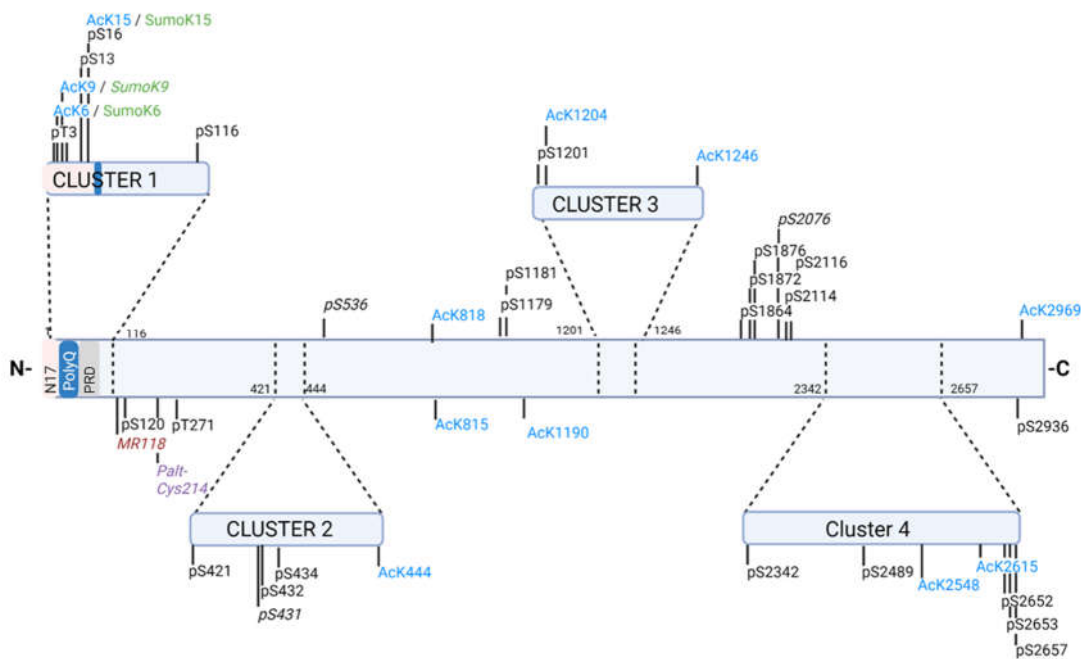 AcK15 / SumoK15
pS16
pS13
AcK9 / SumoK9
AcK6 / SumoK6
pT3
pS116
CLUSTER 1
AcK1204
pS1201
AcK1246
CLUSTER 3
pS2076
pS1876
pS2116
pS1872
pS2114
pS1864
pS1181
pS1179
pS536
AcK818
AcK2969
116
1201
1246
N-
N17
PolyQ
PRD
-C
421
444
2342
2657
pS120
pT271
MR118
Palt-
Cys214
AcK815
AcK1190
pS2936
CLUSTER 2
Cluster 4
pS421
pS434
AcK444
pS432
pS431
pS2342
pS2489
AcK2615
AcK2548
pS2652
pS2653
pS2657